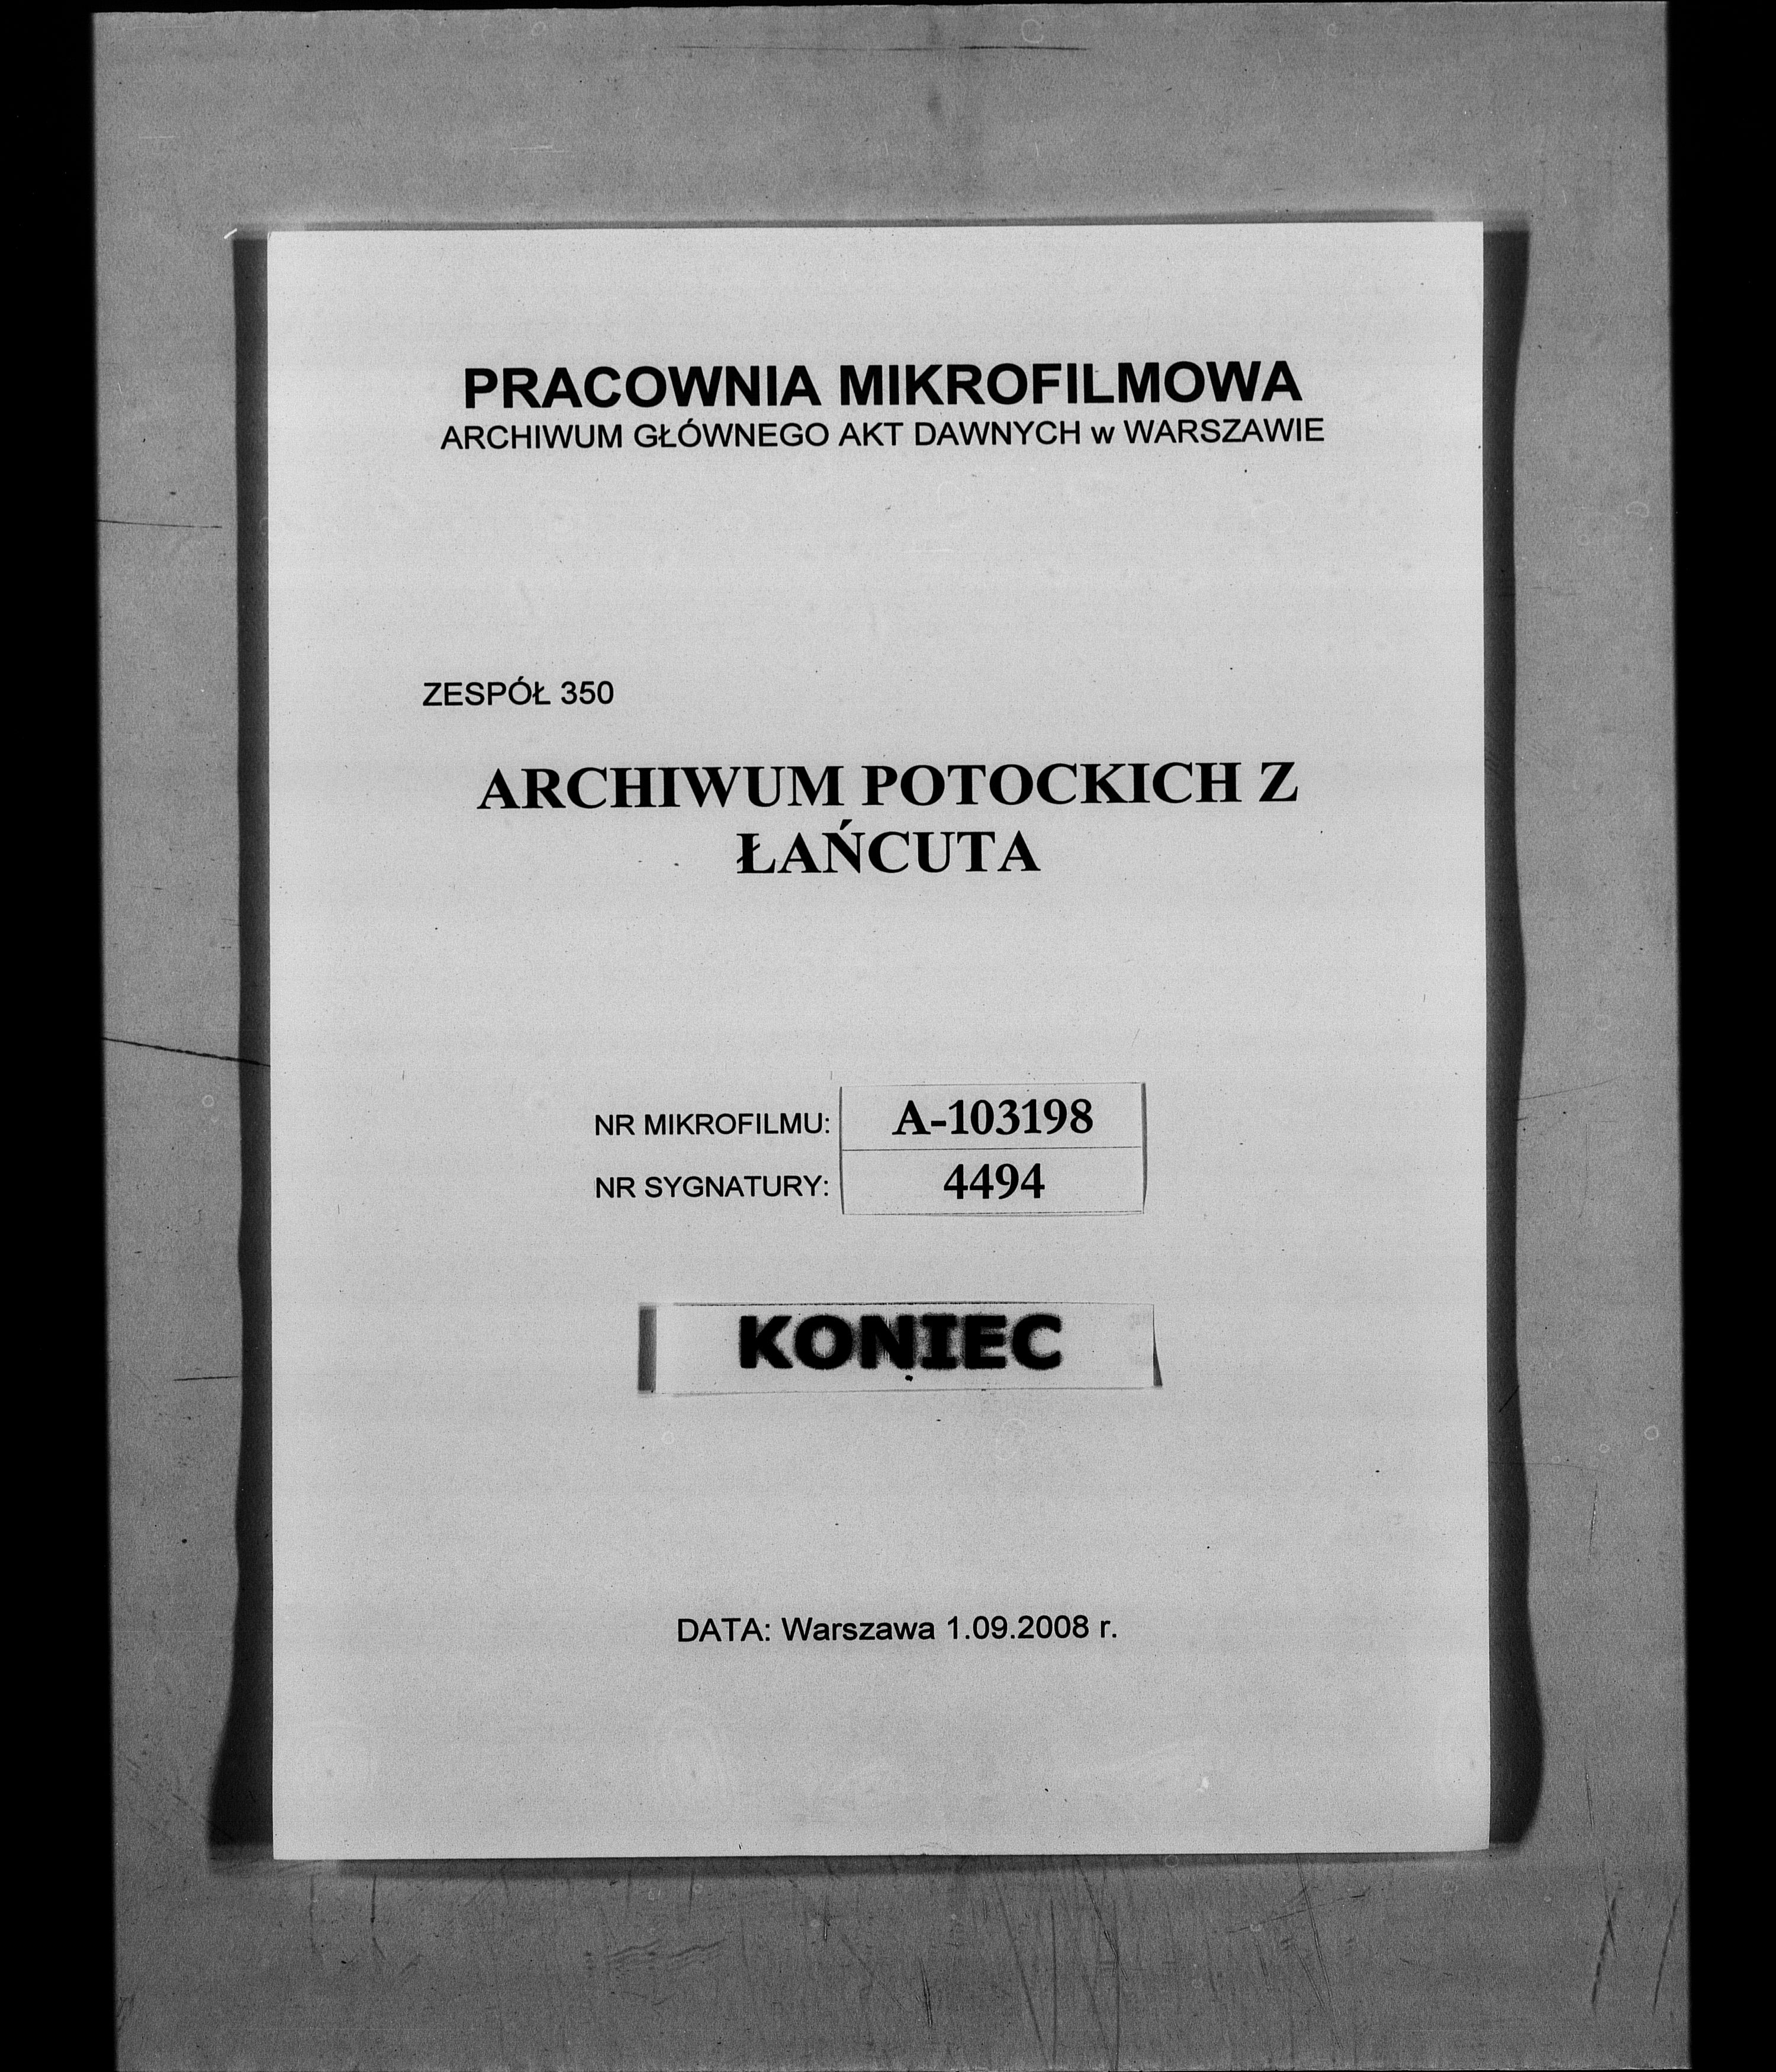 PRACOWNIA MIKROFILMOWA
ARCHIWUM GŁÓWNEGO AKT DAWNYCH w WARSZAWIE
ZESPÓŁ 350
ARCHIWUM POTOCKICH Z
ŁAŃCUTA
NR MIKROFILMU: A-103198
NR SYGNATURY: 4494
KONIEC
DATA: Warszawa 1.09.2008 r.